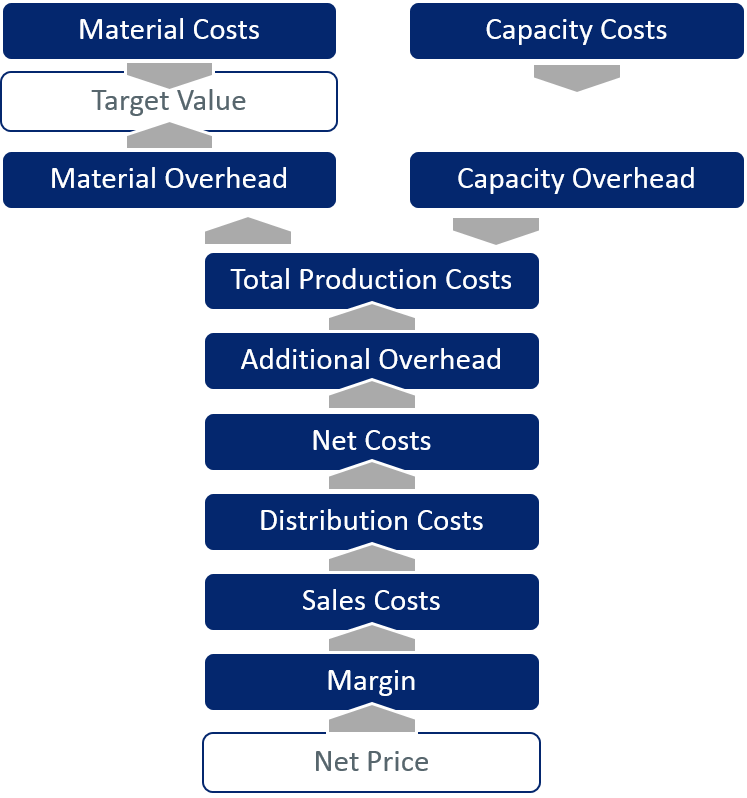 Material Costs
Capacity Costs
Target Value
Material Overhead
Capacity Overhead
Total Production Costs
Additional Overhead
Net Costs
Distribution Costs
Sales Costs
Margin
Net Price